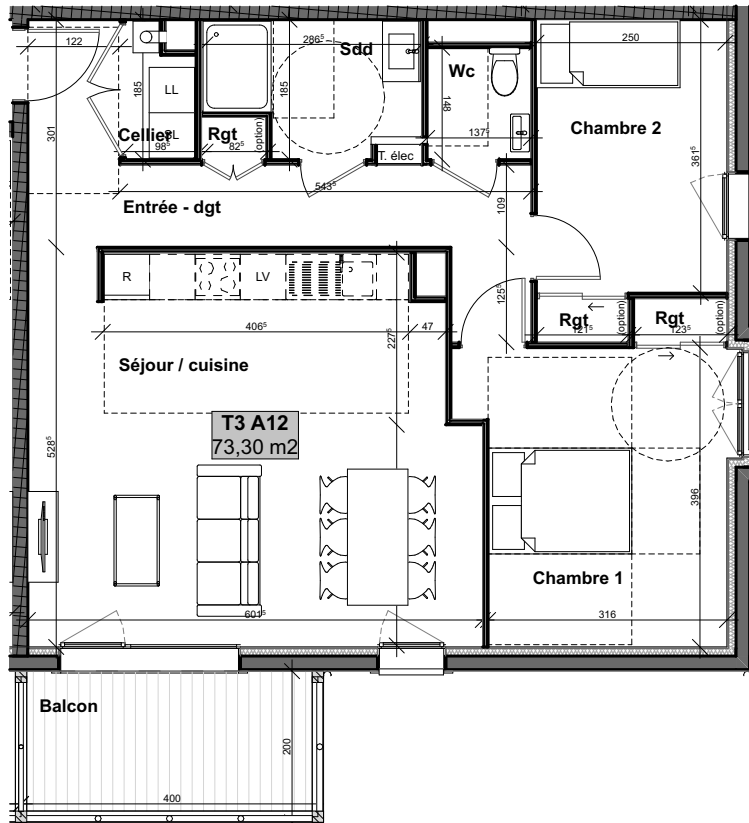 122
286⁵
Sdd
250
Wc
LL
185
185
148
Chambre 2
301
Cellier
SL
98⁵
Rgt
82⁵
(option)
137⁵
T. élec
361⁵
543⁵
Entrée - dgt
109
R
LV
125⁵
Rgt
(option)
121⁵
Rgt
(option)
123⁵
406⁵
47
227⁵
Séjour / cuisine
T3 A12
73,30 m2
528⁵
396
Chambre 1
601⁵
316
Balcon
200
400